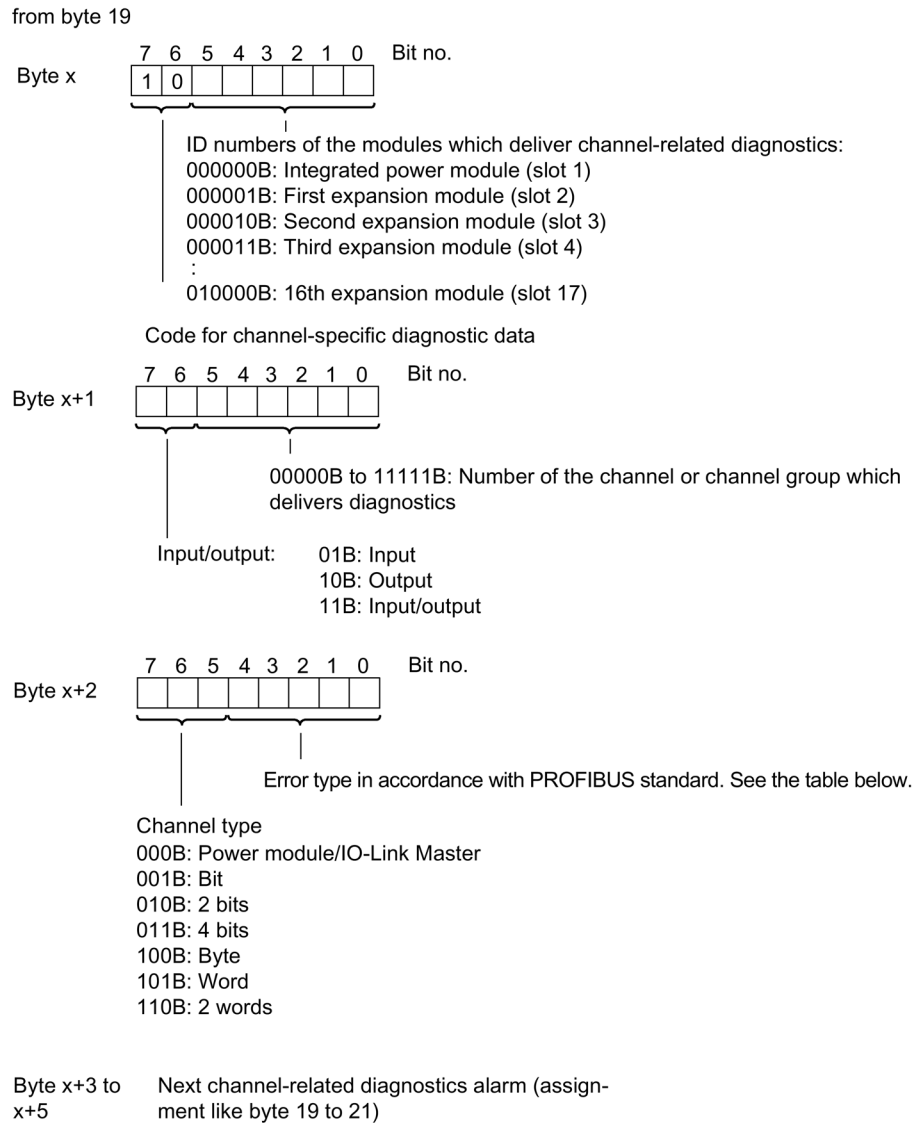 from byte 19
7 6 5 4 3 2 1 0 Bit no.
Byte x 1 0
ID numbers of the modules which deliver channel-related diagnostics:
000000B: Integrated power module (slot 1)
000001B: First expansion module (slot 2)
000010B: Second expansion module (slot 3)
000011B: Third expansion module (slot 4)
:
010000B: 16th expansion module (slot 17)
Code for channel-specific diagnostic data
7 6 5 4 3 2 1 0 Bit no.
Byte x+1
00000B to 11111B: Number of the channel or channel group which
delivers diagnostics
Input/output: 01B: Input
10B: Output
11B: Input/output
7 6 5 4 3 2 1 0 Bit no.
Byte x+2
Error type in accordance with PROFIBUS standard. See the table below.
Channel type
000B: Power module/IO-Link Master
001B: Bit
010B: 2 bits
011B: 4 bits
100B: Byte
101B: Word
110B: 2 words
Byte x+3 to Next channel-related diagnostics alarm (assign-
x+5 ment like byte 19 to 21)